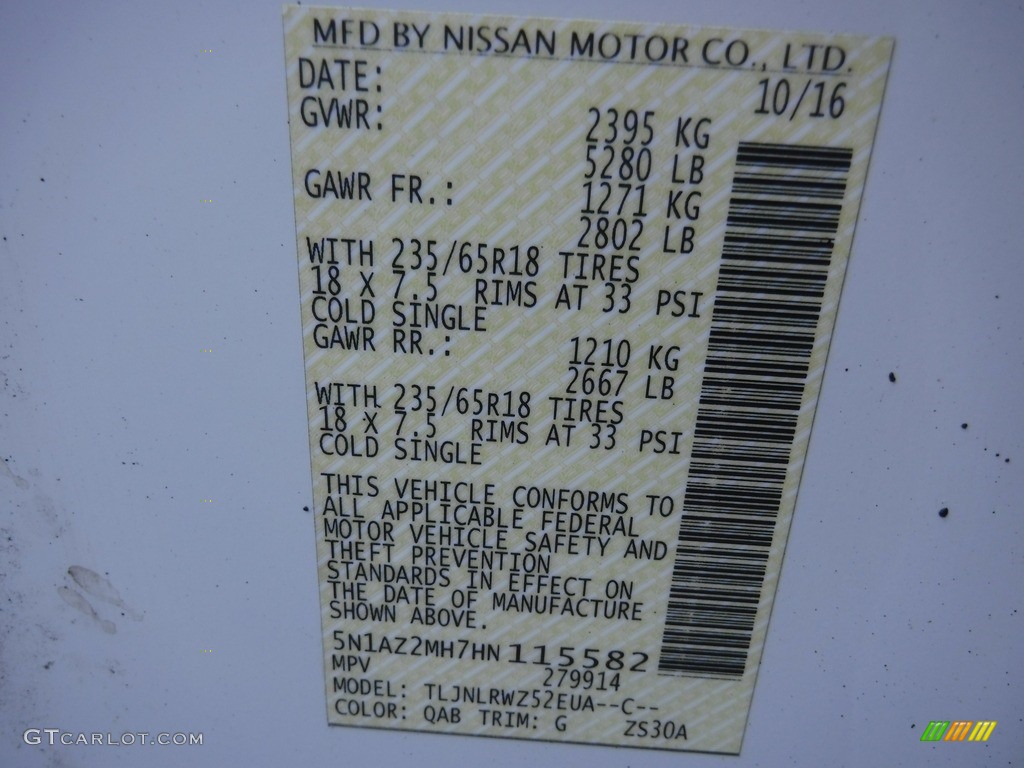 MFD BY NISSAN MOTOR CO., LTD.
DATE: 10/16
GVWR: 2395 KG
5280 LB
GAWR FR.: 1271 KG
2802 LB
WITH 235/65R18 TIRES
18 X 7.5 RIMS AT 33 PSI
COLD SINGLE
GAWR RR.: 1210 KG
2667 LB
WITH 235/65R18 TIRES
18 X 7.5 RIMS AT 33 PSI
COLD SINGLE
THIS VEHICLE CONFORMS TO
ALL APPLICABLE FEDERAL
MOTOR VEHICLE SAFETY AND
THEFT PREVENTION
STANDARDS IN EFFECT ON
THE DATE OF MANUFACTURE
SHOWN ABOVE.
5N1AZ2MH7HN115582
MPV 279914
MODEL: TLJNLRWZ52EUA--C--
COLOR: QAB TRIM: G ZS30A
GTCARLOT.COM